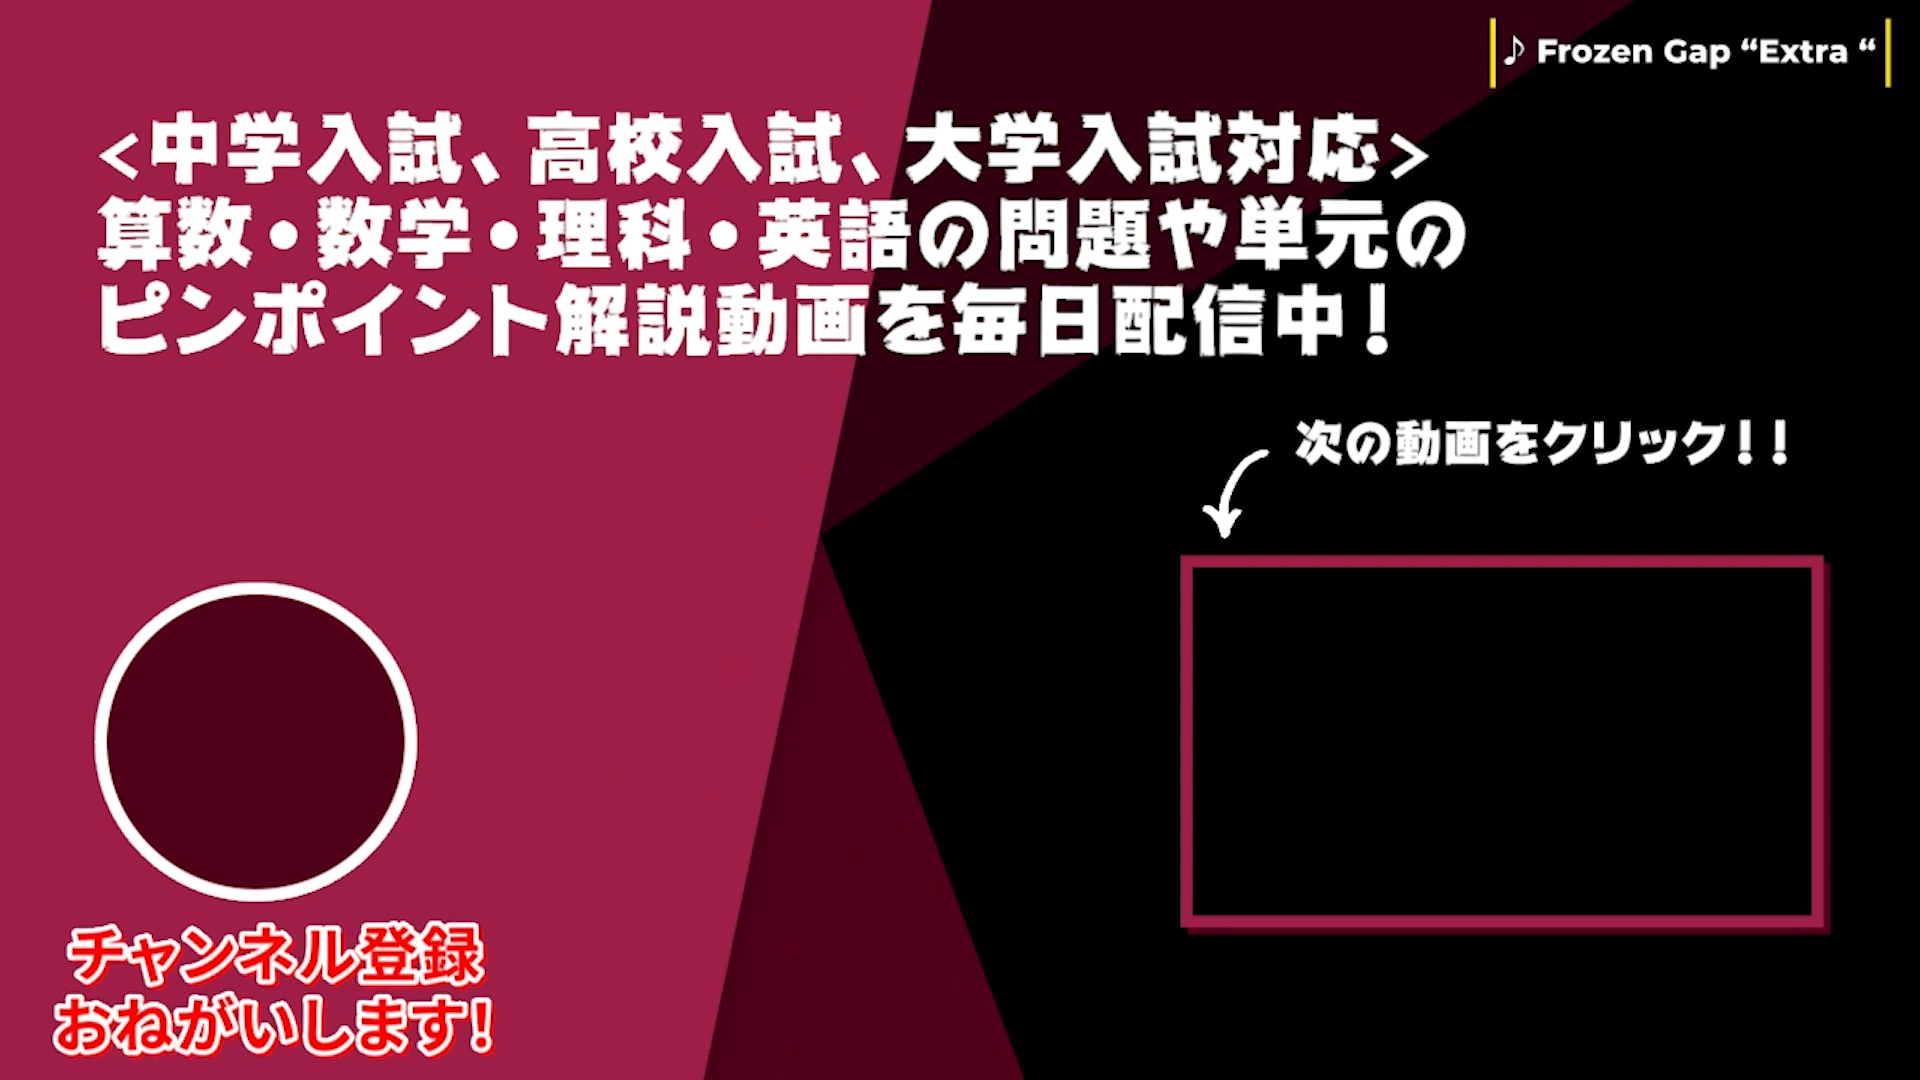 ♪ Frozen Gap “Extra “
<中学入試、高校入試、大学入試対応>
算数・数学・理科・英語の問題や単元の
ピンポイント解説動画を毎日配信中！
次の動画をクリック！！
チャンネル登録
おねがいします！